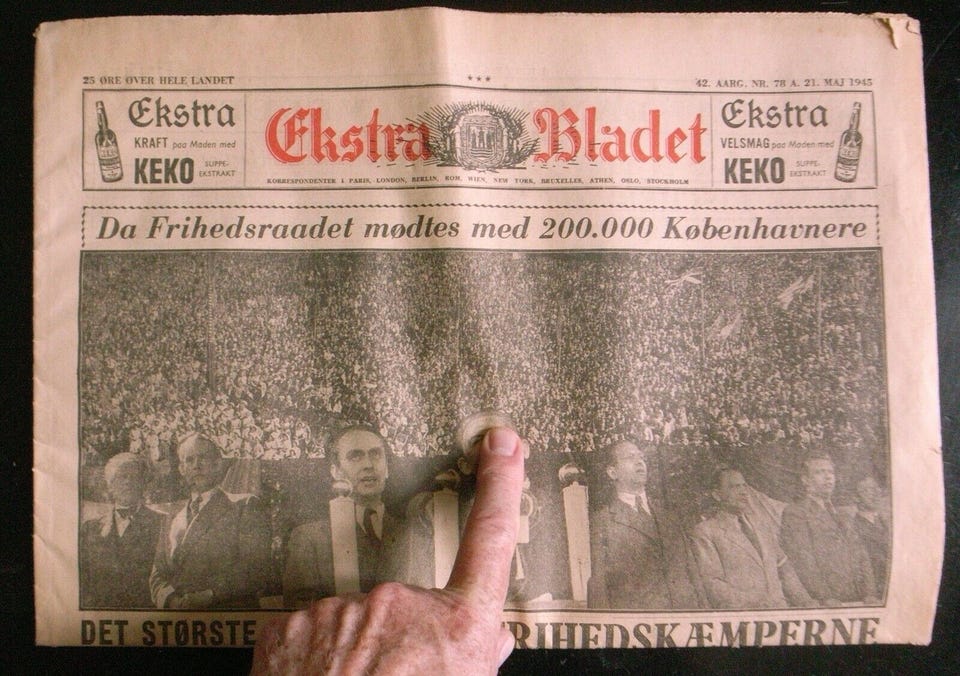 25 ØRE OVER HELE LANDET
★★★
42. AARG. NR. 78 A. 21. MAJ 1945
Ekstra
KRAFT paa Maden med
KEKO SUPPE-
EKSTRAKT
Ekstra Bladet
KORRESPONDENTER I PARIS, LONDON, BERLIN, ROM, WIEN, NEW YORK, BRUXELLES, ATHEN, OSLO, STOCKHOLM
Ekstra
VELSMAG paa Maden med
KEKO SUPPE-
EKSTRAKT
Da Frihedsraadet mødtes med 200.000 Københavnere
DET STØRSTE RIHEDSKÆMPERNE